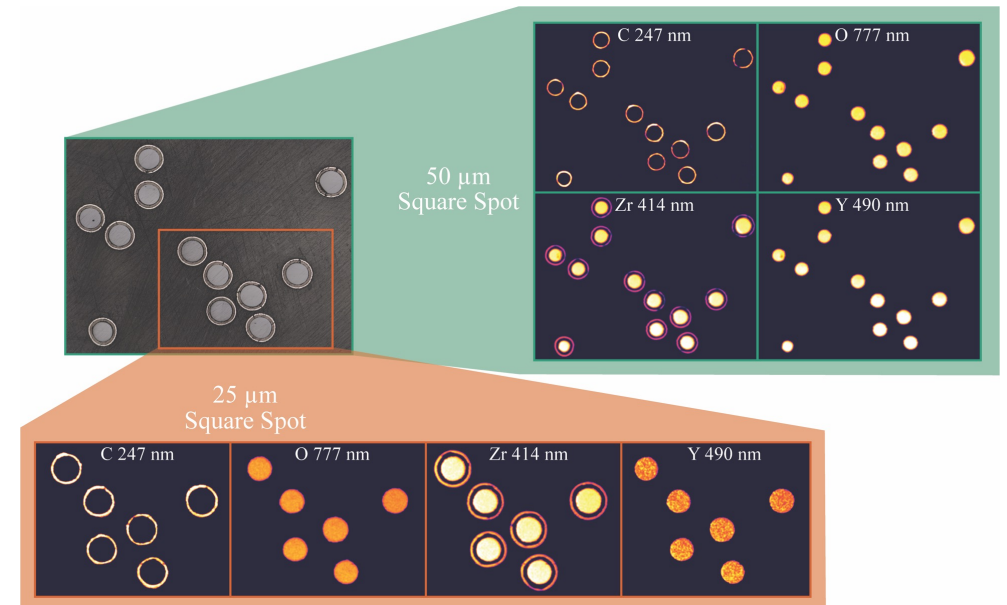 C 247 nm
O 777 nm
50 µm
Square Spot
Zr 414 nm
Y 490 nm
25 µm
Square Spot
C 247 nm
O 777 nm
Zr 414 nm
Y 490 nm